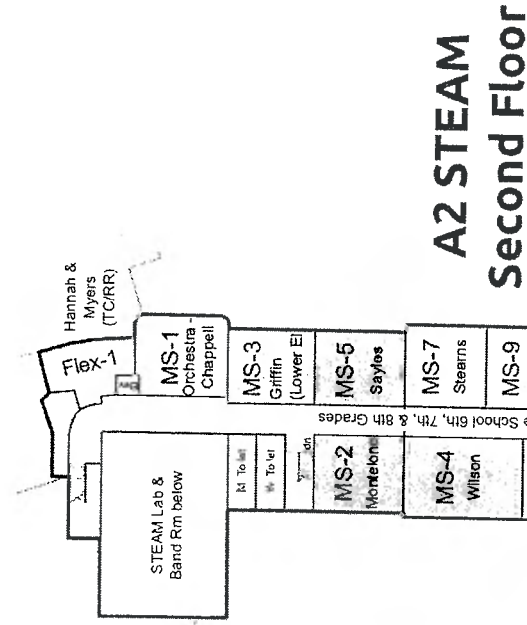 A2 STEAM
Second Floor
Hannah &
Myers
(TC/RR)
Flex-1
Elev
MS-1
Orchestra -
Chappell
MS-3
Griffin
(Lower El
MS-5
Sayles
MS-7
Stearns
MS-9
e School 6th, 7th, & 8th Grades
STEAM Lab &
Band Rm below
M Toilet
W Toilet
dn
MS-2
Montelone
MS-4
Wilson